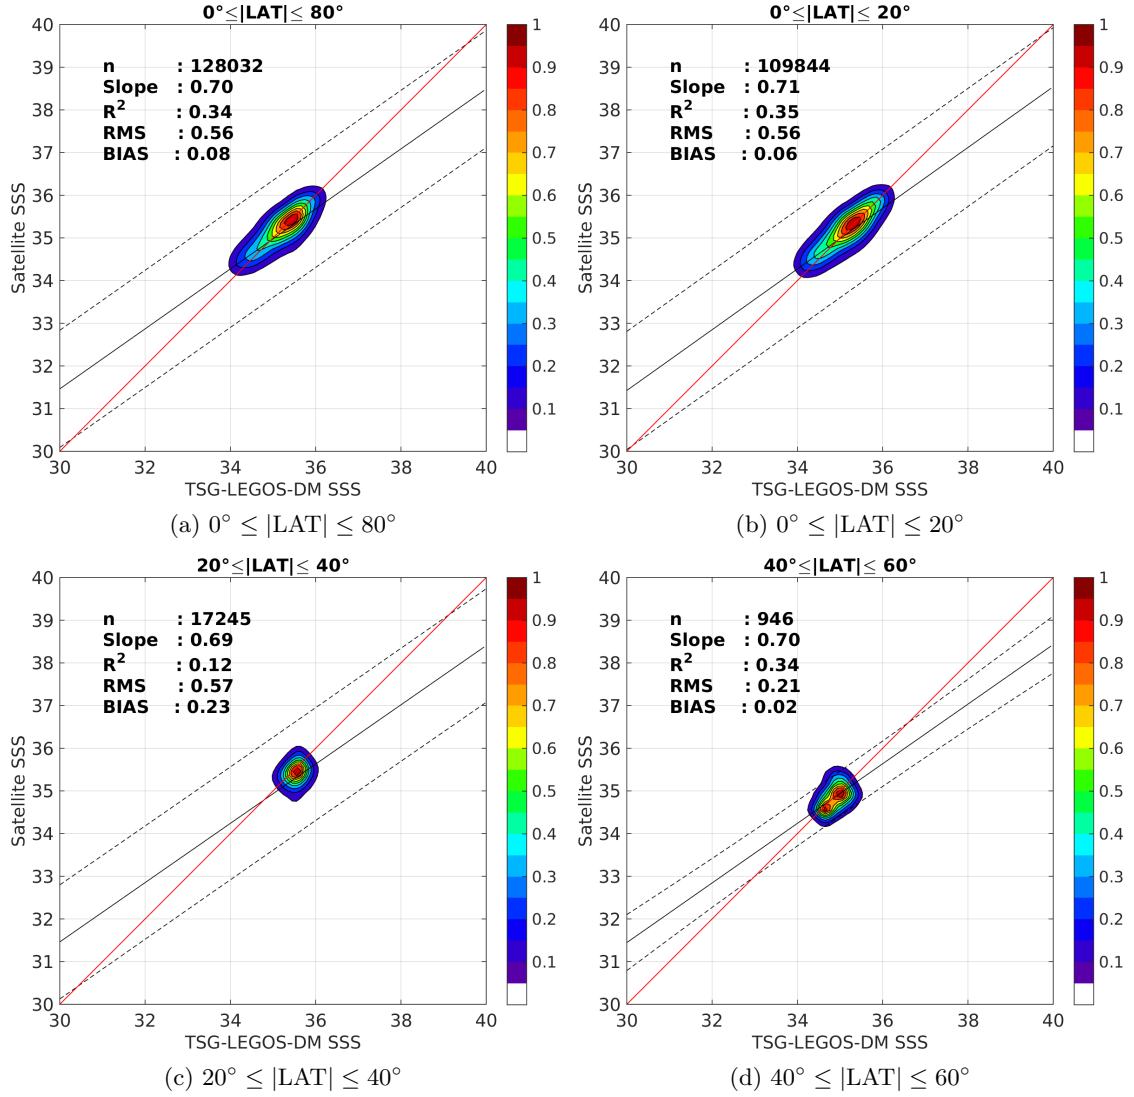 0°≤|LAT|≤ 80°
n : 128032
Slope : 0.70
R² : 0.34
RMS : 0.56
BIAS : 0.08
40
39
38
37
36
35
34
33
32
31
30
30 32 34 36 38 40
Satellite SSS
TSG-LEGOS-DM SSS
1
0.9
0.8
0.7
0.6
0.5
0.4
0.3
0.2
0.1
(a) 0° ≤ |LAT| ≤ 80°
0°≤|LAT|≤ 20°
n : 109844
Slope : 0.71
R² : 0.35
RMS : 0.56
BIAS : 0.06
40
39
38
37
36
35
34
33
32
31
30
30 32 34 36 38 40
Satellite SSS
TSG-LEGOS-DM SSS
1
0.9
0.8
0.7
0.6
0.5
0.4
0.3
0.2
0.1
(b) 0° ≤ |LAT| ≤ 20°
20°≤|LAT|≤ 40°
n : 17245
Slope : 0.69
R² : 0.12
RMS : 0.57
BIAS : 0.23
40
39
38
37
36
35
34
33
32
31
30
30 32 34 36 38 40
Satellite SSS
TSG-LEGOS-DM SSS
1
0.9
0.8
0.7
0.6
0.5
0.4
0.3
0.2
0.1
(c) 20° ≤ |LAT| ≤ 40°
40°≤|LAT|≤ 60°
n : 946
Slope : 0.70
R² : 0.34
RMS : 0.21
BIAS : 0.02
40
39
38
37
36
35
34
33
32
31
30
30 32 34 36 38 40
Satellite SSS
TSG-LEGOS-DM SSS
1
0.9
0.8
0.7
0.6
0.5
0.4
0.3
0.2
0.1
(d) 40° ≤ |LAT| ≤ 60°